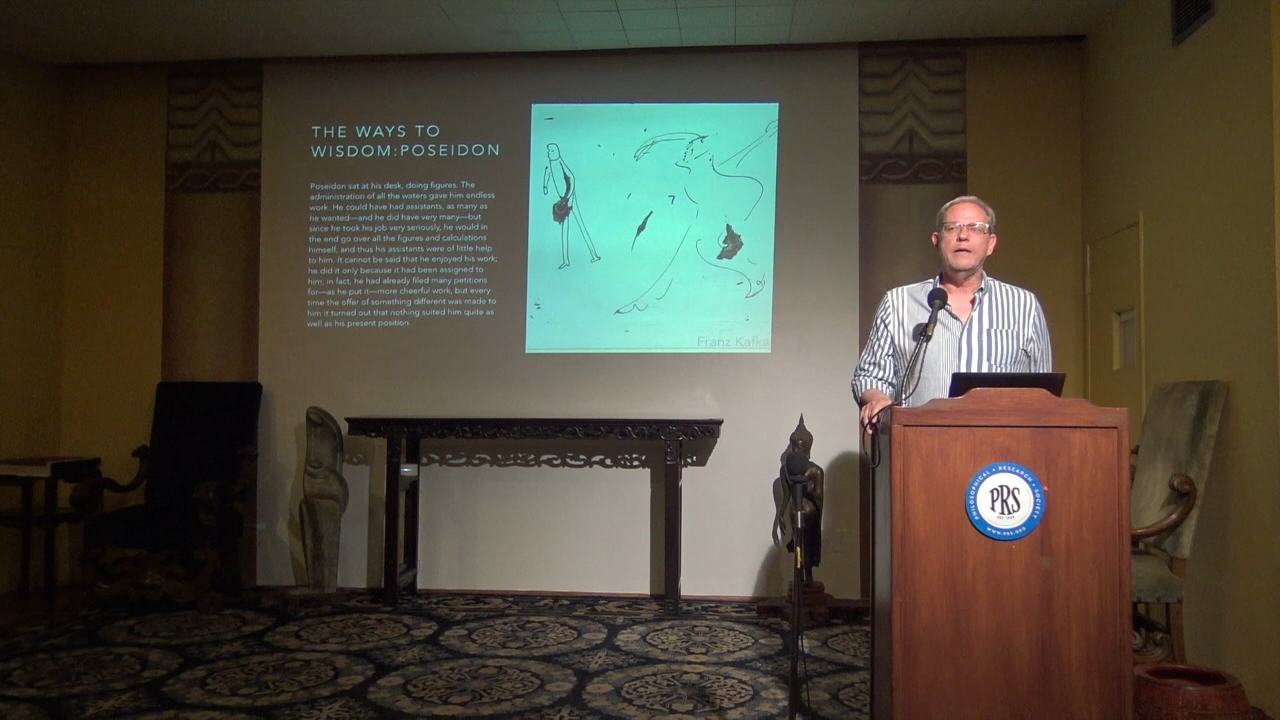 THE WAYS TO
WISDOM:POSEIDON
Poseidon sat at his desk, doing figures. The
administration of all the waters gave him endless
work. He could have had assistants, as many as
he wanted—and he did have very many—but
since he took his job very seriously, he would in
the end go over all the figures and calculations
himself, and thus his assistants were of little help
to him. It cannot be said that he enjoyed his work;
he did it only because it had been assigned to
him; in fact, he had already filed many petitions
for—as he put it—more cheerful work, but every
time the offer of something different was made to
him it turned out that nothing suited him quite as
well as his present position.
Franz Kafka
PHILOSOPHICAL • RESEARCH • SOCIETY
PRS
WWW.PRS.ORG